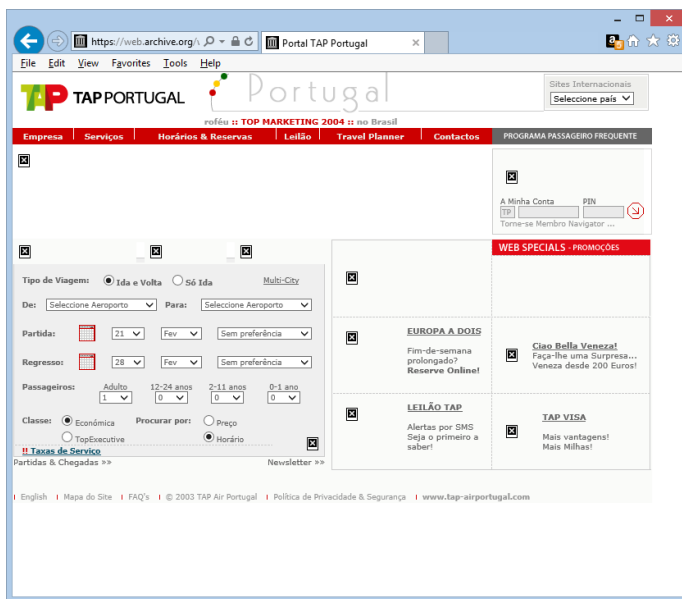 https://web.archive.org/
Portal TAP Portugal
File Edit View Favorites Tools Help
TAP TAP PORTUGAL
Portugal
Sites Internacionais
Seleccione país
roféu :: TOP MARKETING 2004 :: no Brasil
Empresa Serviços Horários & Reservas Leilão Travel Planner Contactos PROGRAMA PASSAGEIRO FREQUENTE
A Minha Conta PIN
TP
Torne-se Membro Navigator ...
WEB SPECIALS - PROMOÇÕES
Tipo de Viagem: Ida e Volta Só Ida Multi-City
De: Seleccione Aeroporto Para: Seleccione Aeroporto
Partida: 21 Fev Sem preferência
Regresso: 28 Fev Sem preferência
Passageiros: Adulto 12-24 anos 2-11 anos 0-1 ano
1 0 0 0
Classe: Económica Procurar por: Preço
TopExecutive Horário
!! Taxas de Serviço
Partidas & Chegadas »» Newsletter »»
EUROPA A DOIS
Fim-de-semana
prolongado?
Reserve Online!
Ciao Bella Veneza!
Faça-lhe uma Surpresa...
Veneza desde 200 Euros!
LEILÃO TAP
Alertas por SMS
Seja o primeiro a
saber!
TAP VISA
Mais vantagens!
Mais Milhas!
English Mapa do Site FAQ's © 2003 TAP Air Portugal Política de Privacidade & Segurança www.tap-airportugal.com